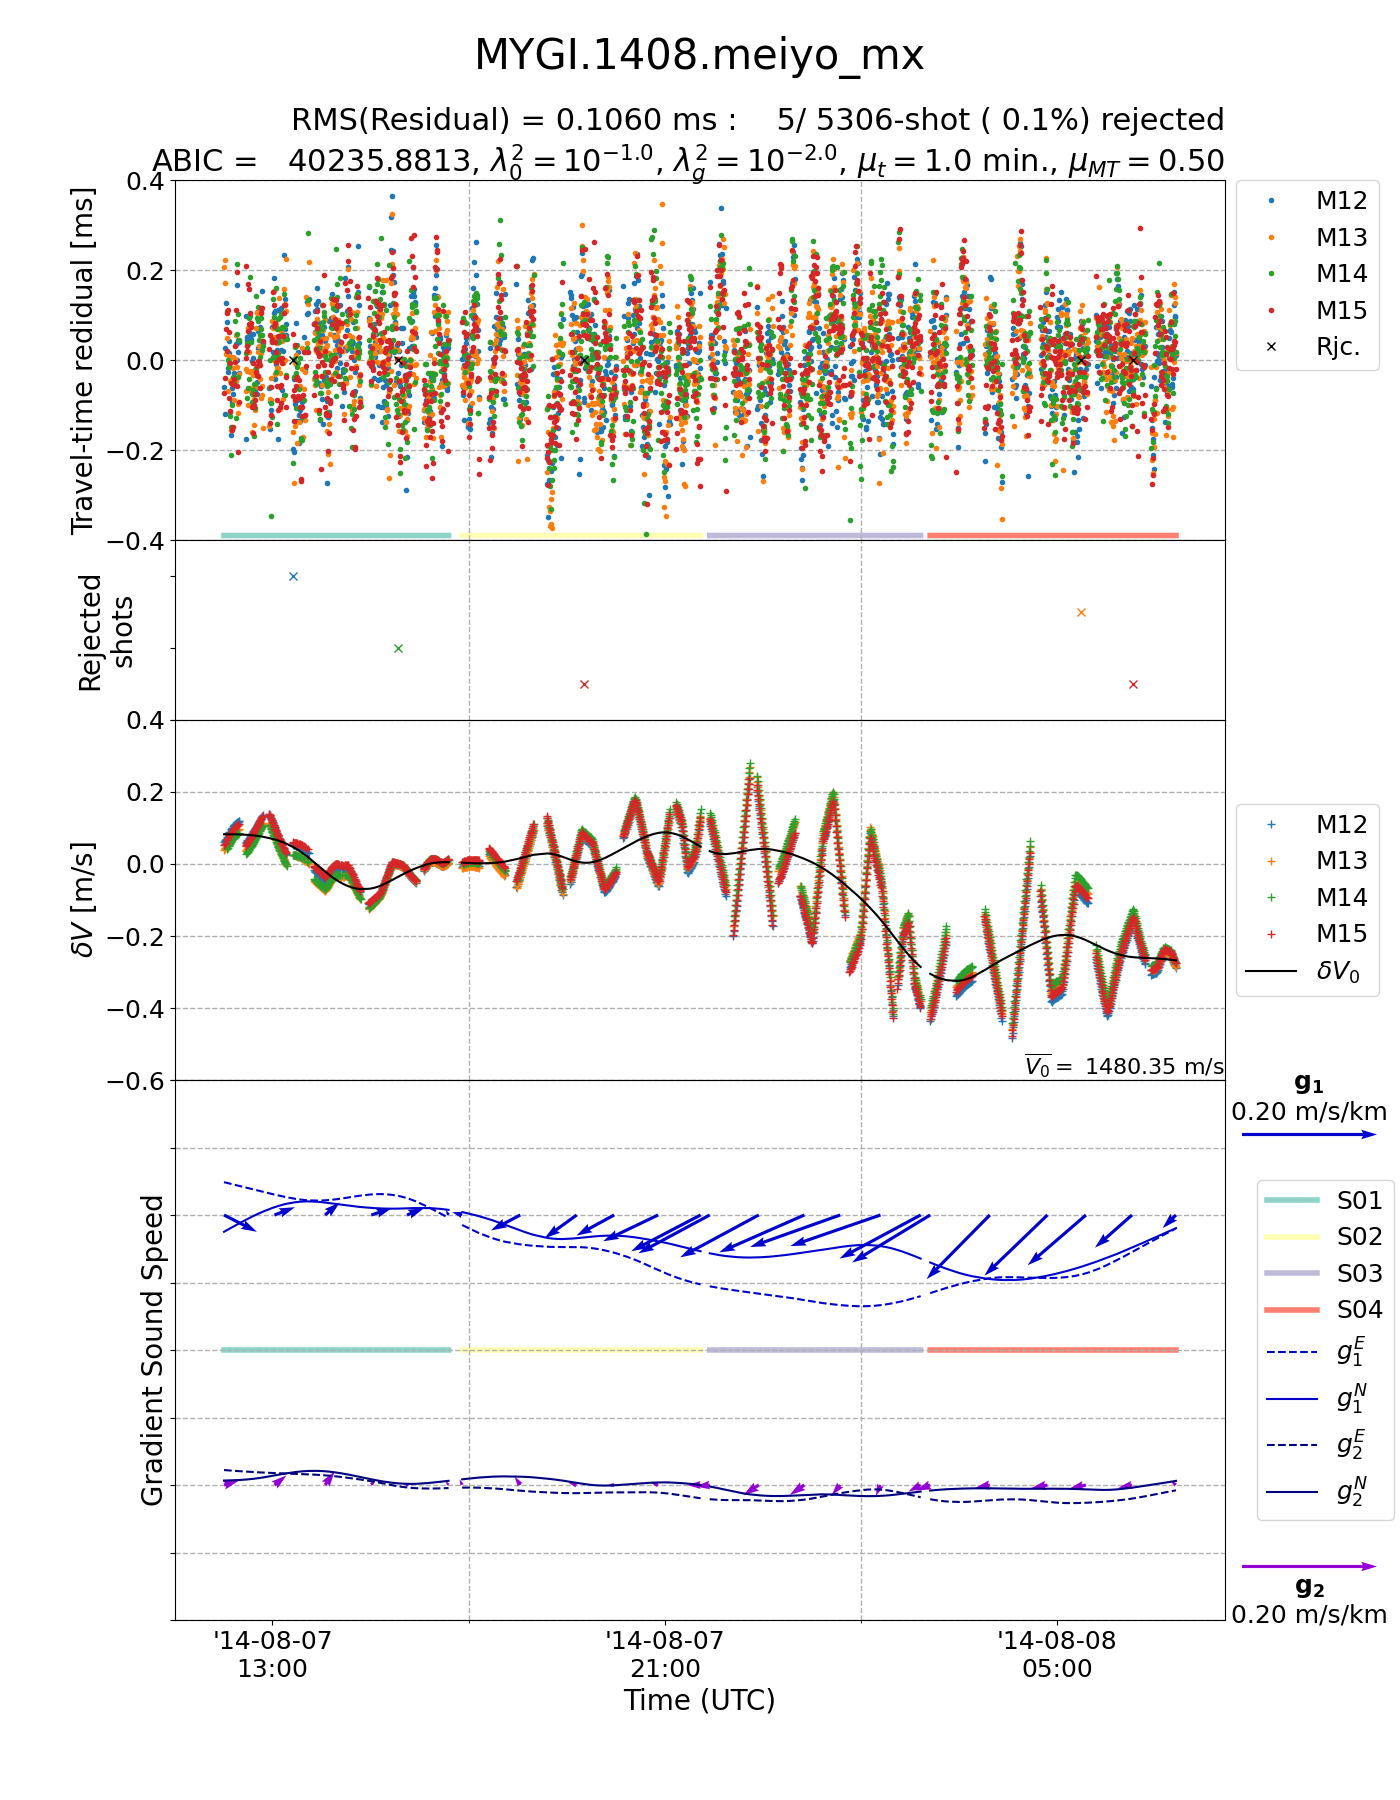 MYGI.1408.meiyo_mx
RMS(Residual) = 0.1060 ms :    5/ 5306-shot ( 0.1%) rejected
ABIC =   40235.8813, λ₀² = 10⁻¹·⁰, λ_g² = 10⁻²·⁰, μ_t = 1.0 min., μ_MT = 0.50
Travel-time redidual [ms]
0.4
0.2
0.0
−0.2
−0.4
M12
M13
M14
M15
Rjc.
Rejected
shots
δV [m/s]
0.4
0.2
0.0
−0.2
−0.4
−0.6
V̅₀ = 1480.35 m/s
M12
M13
M14
M15
δV₀
Gradient Sound Speed
g₁
0.20 m/s/km
S01
S02
S03
S04
g₁ᴱ
g₁ᴺ
g₂ᴱ
g₂ᴺ
g₂
0.20 m/s/km
'14-08-07
13:00
'14-08-07
21:00
'14-08-08
05:00
Time (UTC)